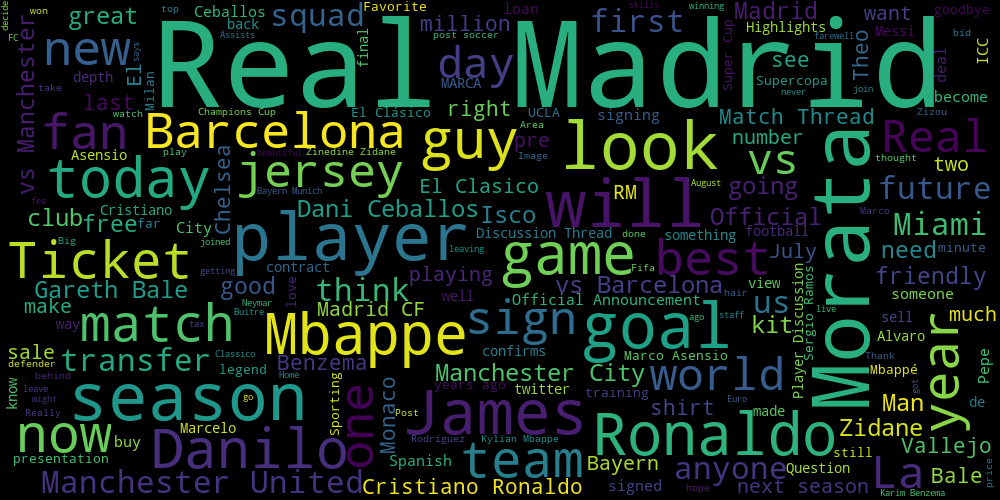 decide
won
top
Ceballos
Favorite
loan
skills
winning
goodbye
great
squad
million
first
Madrid
want
Messi
FC
new
back
Assists
final
post soccer
Highlights
farewell
bid
says
El
day
Super Cup
see
Theo
deal
ICC
Real Madrid
vs Manchester
take
depth
Milan
MARCA
Supercopa
never
join
become
last
watch
Champions Cup
El Clásico
right
UCLA
signing
Match Thread
Zizou
fan
Barcelona
guy
Area
pre
look
number
Real
Asensio
play
Zinedine Zidane
Image
vs
thought
two
today
Chelsea
beautiful
jersey
Bayern Munich
El Clasico
will
RM
August
going
Morata
Marco
future
fee
Cristiano
Dani Ceballos
Isco
Official
club
free
far
City
joined
player
Discussion Thread
done
something
football
July
need
Miami
minute
Big
leaving
game
best
Ticket
contract
playing
Fifa
hair
view
friendly
getting
Gareth Bale
good
love
think
well
vs Barcelona
us
Player Discussion
Sergio Ramos
someone
make
Neymar
Buitre
Madrid CF
Official Announcement
ago
staff
kit
live
sell
much
way
match
tax
Mbappe
sign
goal
Alvaro
year
sale
transfer
Classico
legend
Benzema
confirms
Marco Asensio
world
Thank
Pepe
defender
behind
Home
Manchester City
Mbappé
know
leave
might
season
go
Sporting
one
Monaco
years ago
twitter
training
Euro
got
de
James
shirt
made
Man
Really
now
Marcelo
Post
Ronaldo
still
Zidane
buy
Danilo
Rodriguez
Kylian Mbappe
Vallejo
presentation
Spanish
team
Bayern
anyone
Question
La
Bale
price
Manchester United
Cristiano Ronaldo
signed
hope
next season
Karim Benzema